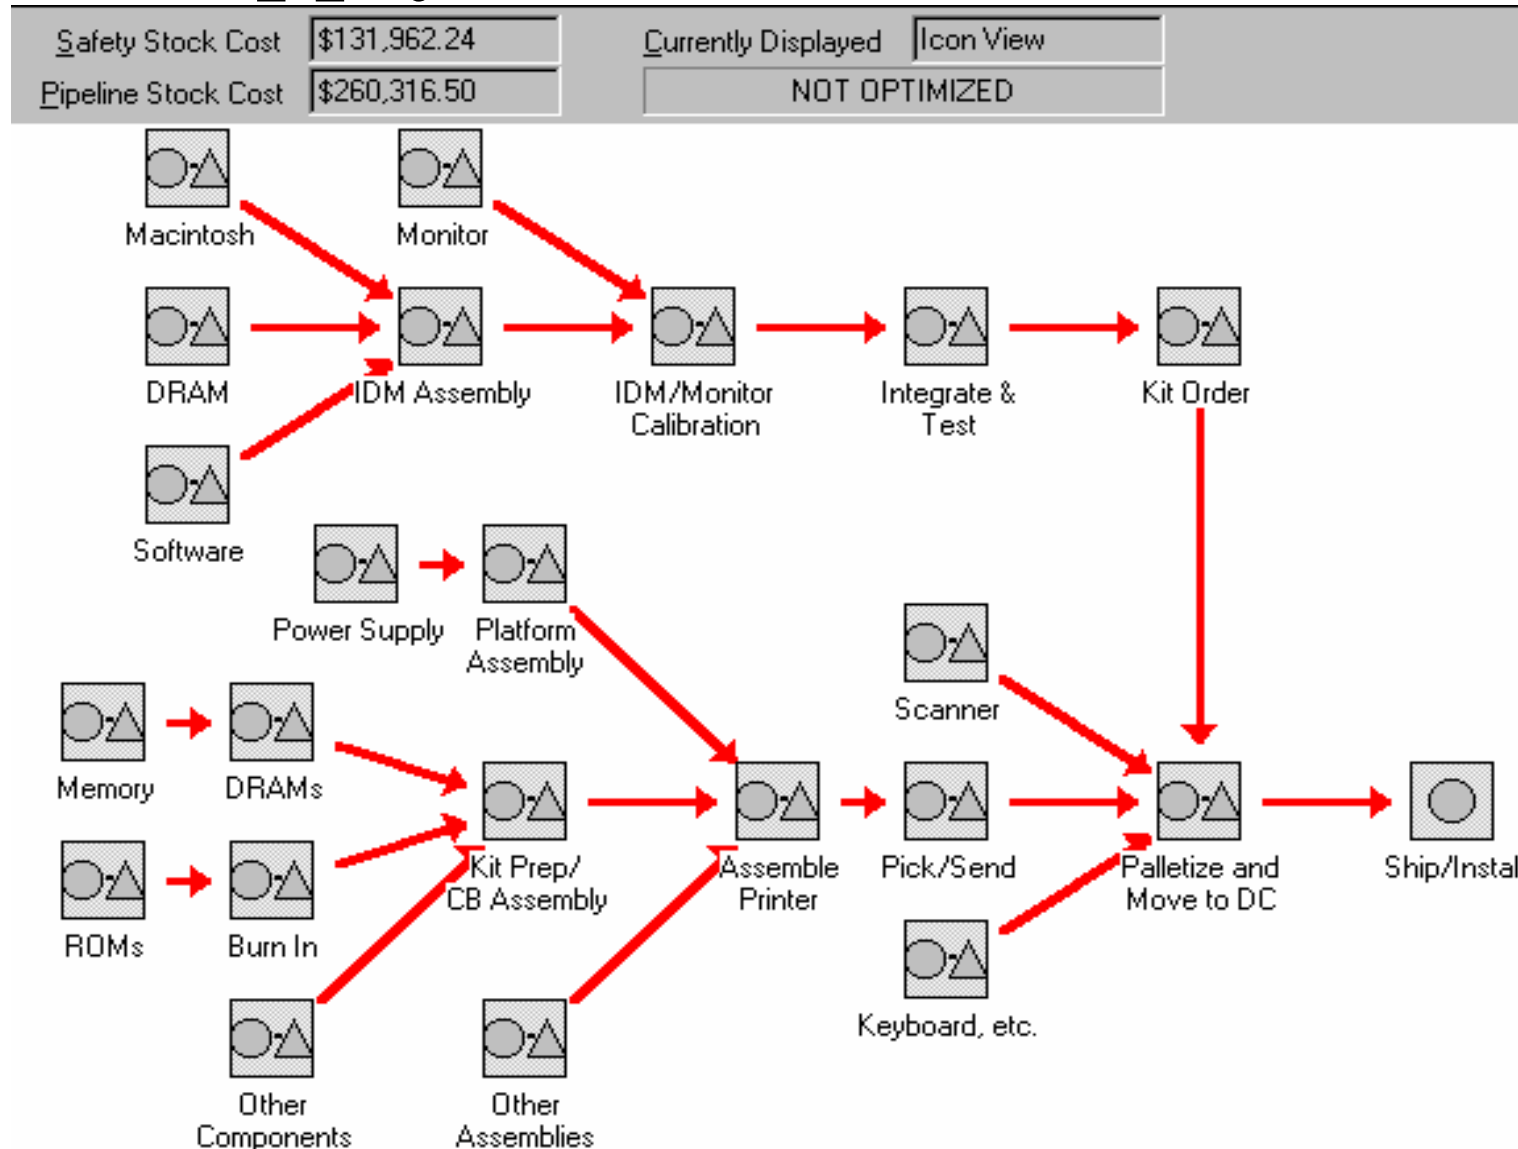 Safety Stock Cost $131,962.24 Currently Displayed Icon View
Pipeline Stock Cost $260,316.50 NOT OPTIMIZED
Macintosh Monitor
DRAM IDM Assembly IDM/Monitor Integrate & Kit Order
Calibration Test
Software
Power Supply Platform
Assembly
Scanner
Memory DRAMs
Kit Prep/ Assemble Pick/Send Palletize and Ship/Instal
CB Assembly Printer Move to DC
ROMs Burn In
Keyboard, etc.
Other Other
Components Assemblies